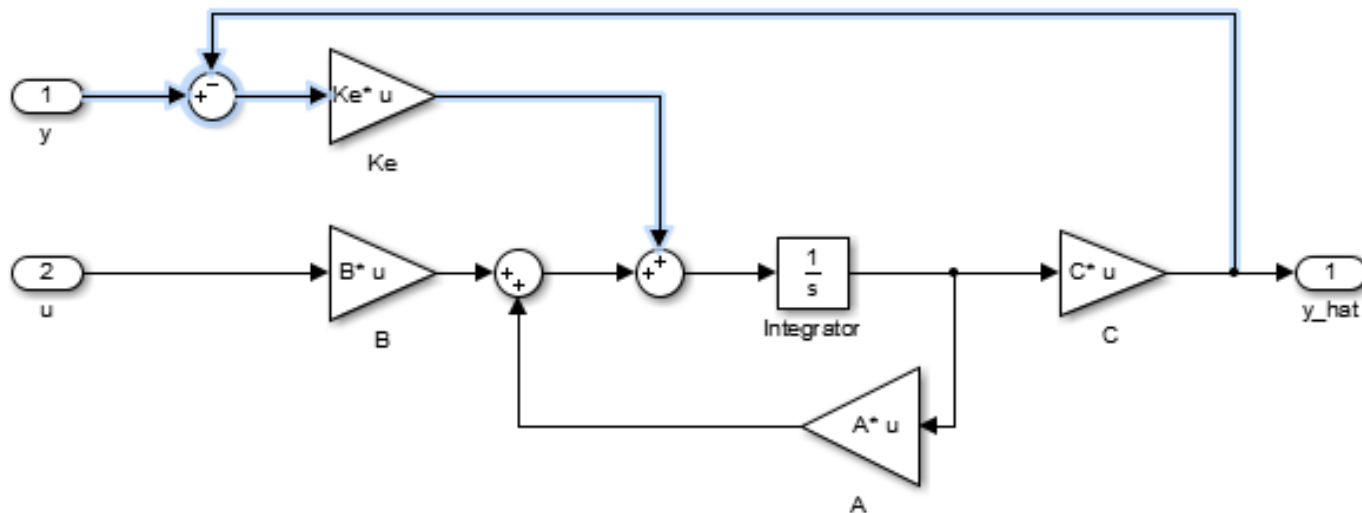 1
y
+
−
Ke* u
Ke
2
u
B* u
B
+
+
+
+
1
s
Integrator
C* u
C
1
y_hat
A* u
A